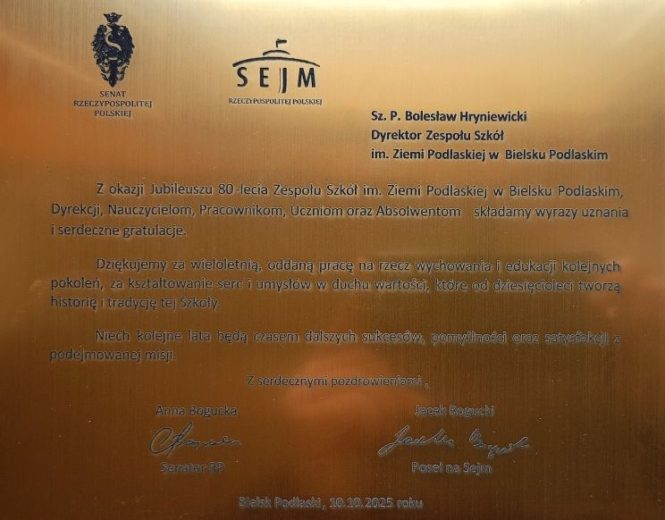 SENAT
RZECZYPOSPOLITEJ
POLSKIEJ
SEJM
RZECZYPOSPOLITEJ POLSKIEJ
Sz. P. Bolesław Hryniewicki
Dyrektor Zespołu Szkół
im. Ziemi Podlaskiej w Bielsku Podlaskim
Z okazji Jubileuszu 80-lecia Zespołu Szkół im. Ziemi Podlaskiej w Bielsku Podlaskim,
Dyrekcji, Nauczycielom, Pracownikom, Uczniom oraz Absolwentom składamy wyrazy uznania
i serdeczne gratulacje.
Dziękujemy za wieloletnią, oddaną pracę na rzecz wychowania i edukacji kolejnych
pokoleń, za kształtowanie serc i umysłów w duchu wartości, które od dziesięcioleci tworzą
historię i tradycję tej Szkoły.
Niech kolejne lata będą czasem dalszych sukcesów, pomyślności oraz satysfakcji z
podejmowanej misji.
Z serdecznymi pozdrowieniami ,
Anna Bogucka
Jacek Bogucki
Senator RP
Poseł na Sejm
Bielsk Podlaski, 10.10.2025 roku